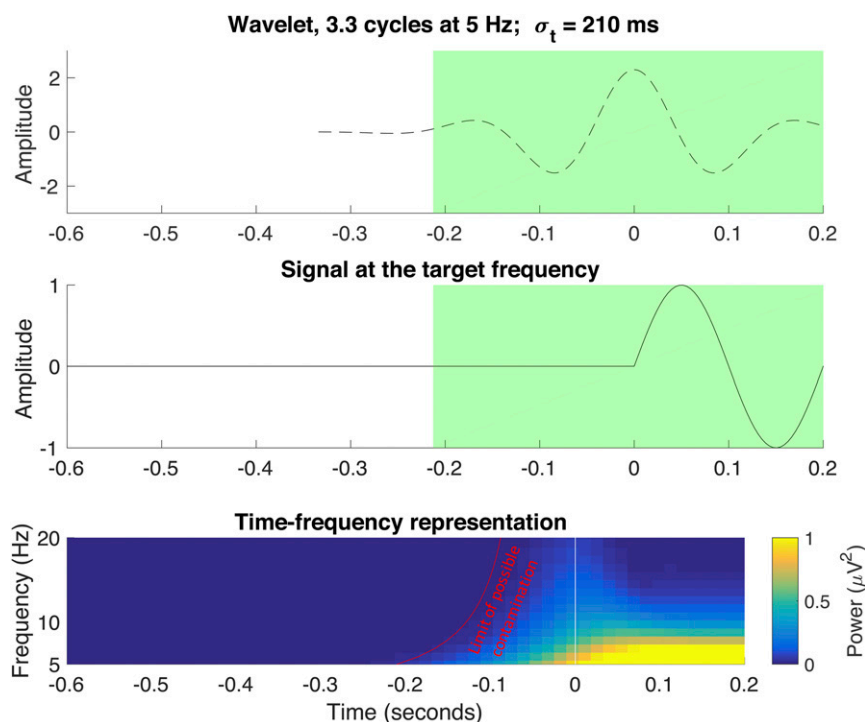 Wavelet, 3.3 cycles at 5 Hz;  σt = 210 ms
Amplitude
2
0
-2
-0.6 -0.5 -0.4 -0.3 -0.2 -0.1 0 0.1 0.2
Signal at the target frequency
Amplitude
1
0
-1
-0.6 -0.5 -0.4 -0.3 -0.2 -0.1 0 0.1 0.2
Time-frequency representation
Frequency (Hz)
20
10
5
Limit of possible
contamination
-0.6 -0.5 -0.4 -0.3 -0.2 -0.1 0 0.1 0.2
Time (seconds)
1
0.5
0
Power (μV²)